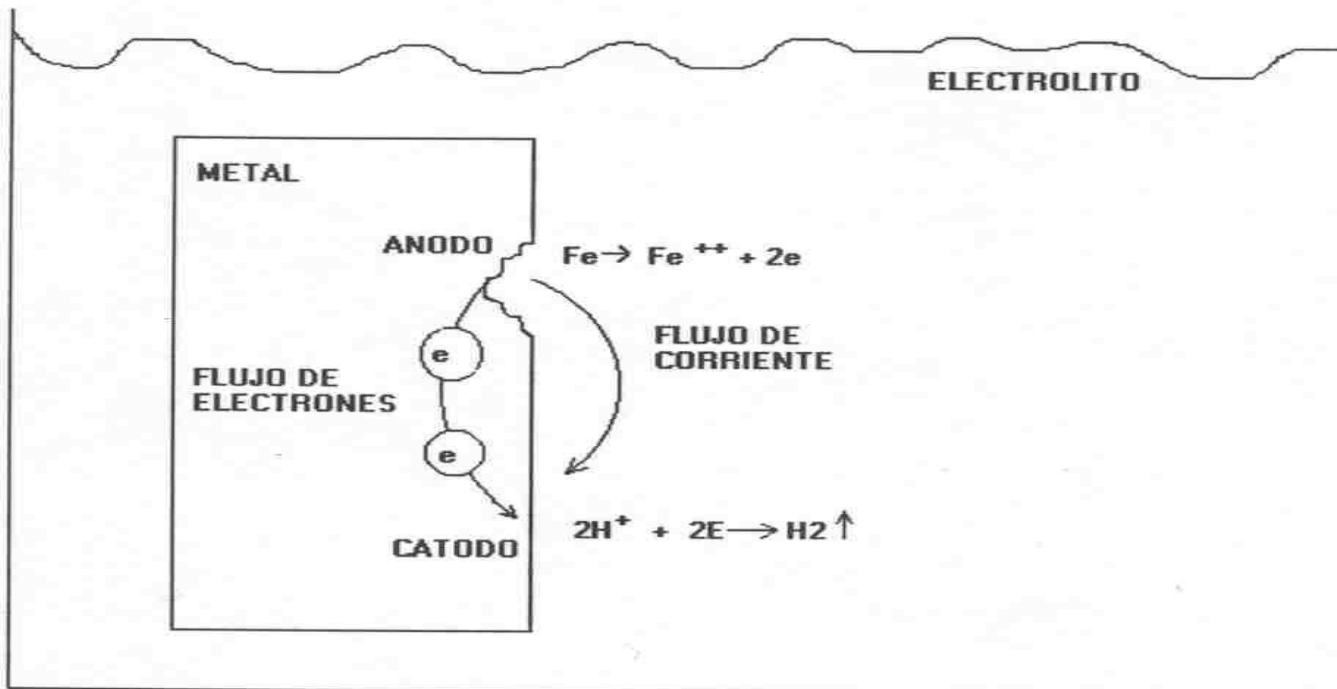 ELECTROLITO
METAL
ANODO
Fe→ Fe ++ + 2e
FLUJO DE
CORRIENTE
e
FLUJO DE
ELECTRONES
e
2H+ + 2E→H2↑
CATODO